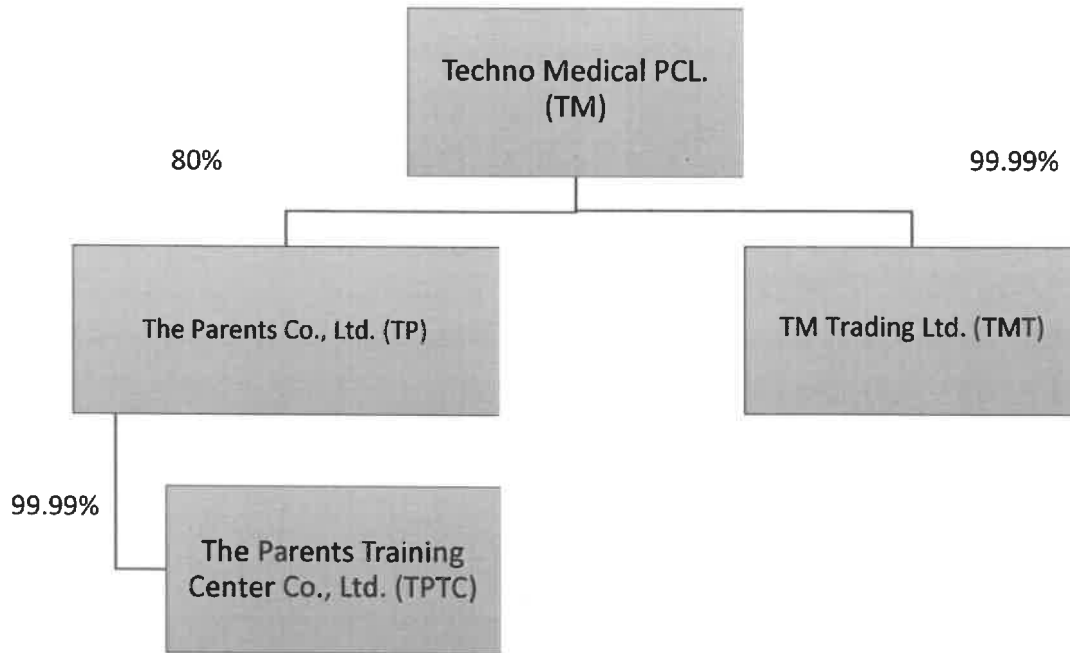 Techno Medical PCL.
(TM)
80%
99.99%
The Parents Co., Ltd. (TP)
TM Trading Ltd. (TMT)
99.99%
The Parents Training
Center Co., Ltd. (TPTC)